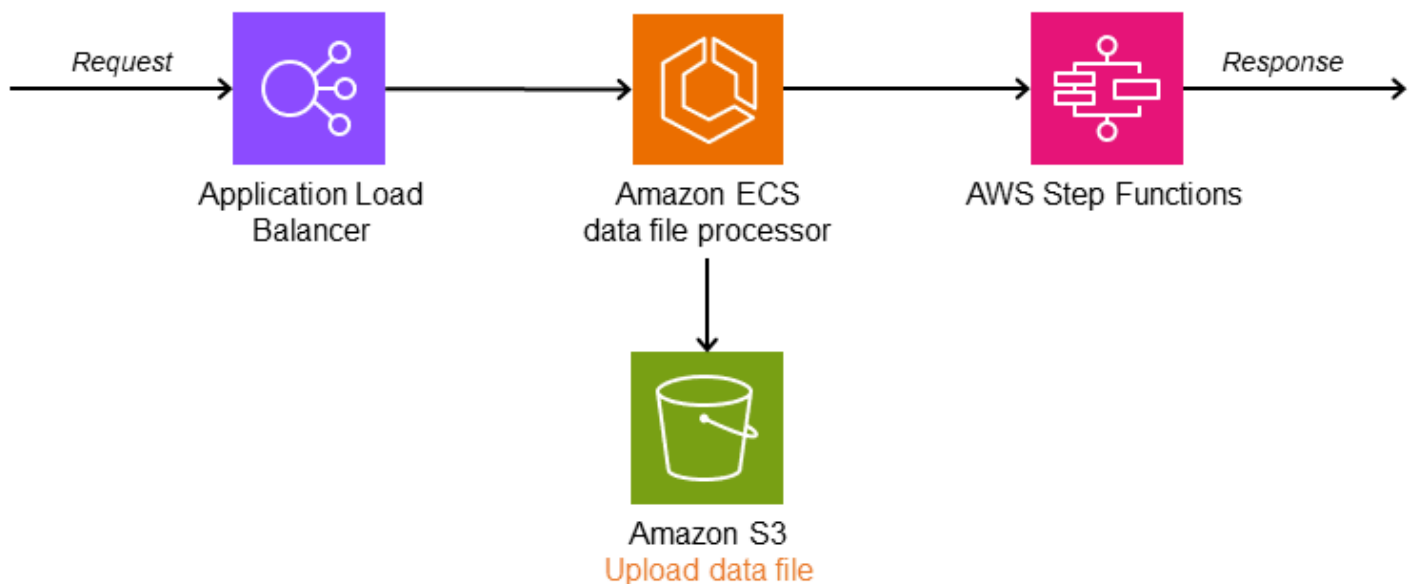 Request
Response
Application Load
Balancer
Amazon ECS
data file processor
AWS Step Functions
Amazon S3
Upload data file